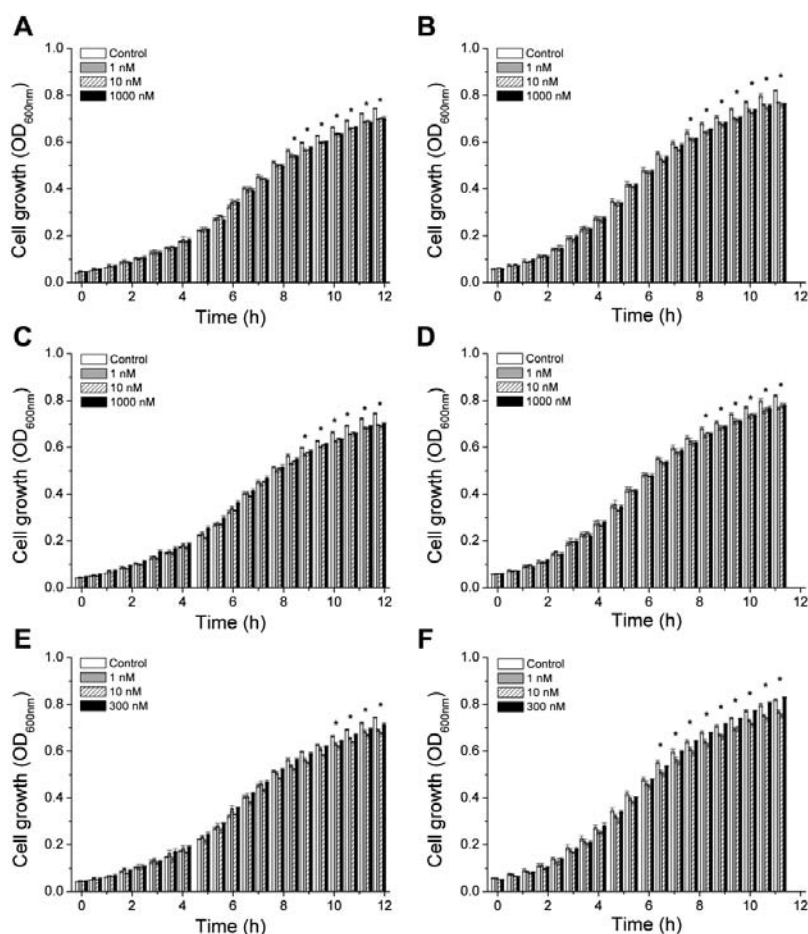 A
Control
1 nM
10 nM
1000 nM
1.0
0.8
0.6
0.4
0.2
0.0
Cell growth (OD600nm)
* * * * * * *
0 2 4 6 8 10 12
Time (h)
B
Control
1 nM
10 nM
1000 nM
1.0
0.8
0.6
0.4
0.2
0.0
Cell growth (OD600nm)
* * * * * * *
0 2 4 6 8 10 12
Time (h)
C
Control
1 nM
10 nM
1000 nM
1.0
0.8
0.6
0.4
0.2
0.0
Cell growth (OD600nm)
* * * * * *
0 2 4 6 8 10 12
Time (h)
D
Control
1 nM
10 nM
1000 nM
1.0
0.8
0.6
0.4
0.2
0.0
Cell growth (OD600nm)
* * * * * *
0 2 4 6 8 10 12
Time (h)
E
Control
1 nM
10 nM
300 nM
1.0
0.8
0.6
0.4
0.2
0.0
Cell growth (OD600nm)
* * * *
0 2 4 6 8 10 12
Time (h)
F
Control
1 nM
10 nM
300 nM
1.0
0.8
0.6
0.4
0.2
0.0
Cell growth (OD600nm)
* * * * * * * * *
0 2 4 6 8 10 12
Time (h)